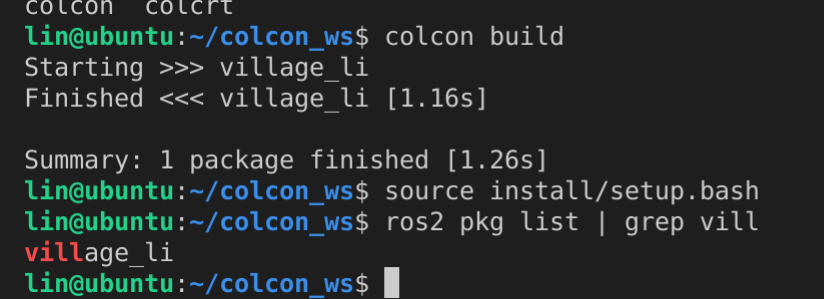 colcon  colcrt
lin@ubuntu:~/colcon_ws$ colcon build
Starting >>> village_li
Finished <<< village_li [1.16s]

Summary: 1 package finished [1.26s]
lin@ubuntu:~/colcon_ws$ source install/setup.bash
lin@ubuntu:~/colcon_ws$ ros2 pkg list | grep vill
village_li
lin@ubuntu:~/colcon_ws$